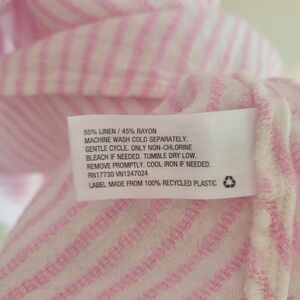 55% LINEN / 45% RAYON
MACHINE WASH COLD SEPARATELY.
GENTLE CYCLE. ONLY NON-CHLORINE
BLEACH IF NEEDED. TUMBLE DRY LOW.
REMOVE PROMPTLY. COOL IRON IF NEEDED.
RN17730 VN1247024
LABEL: MADE FROM 100% RECYCLED PLASTIC